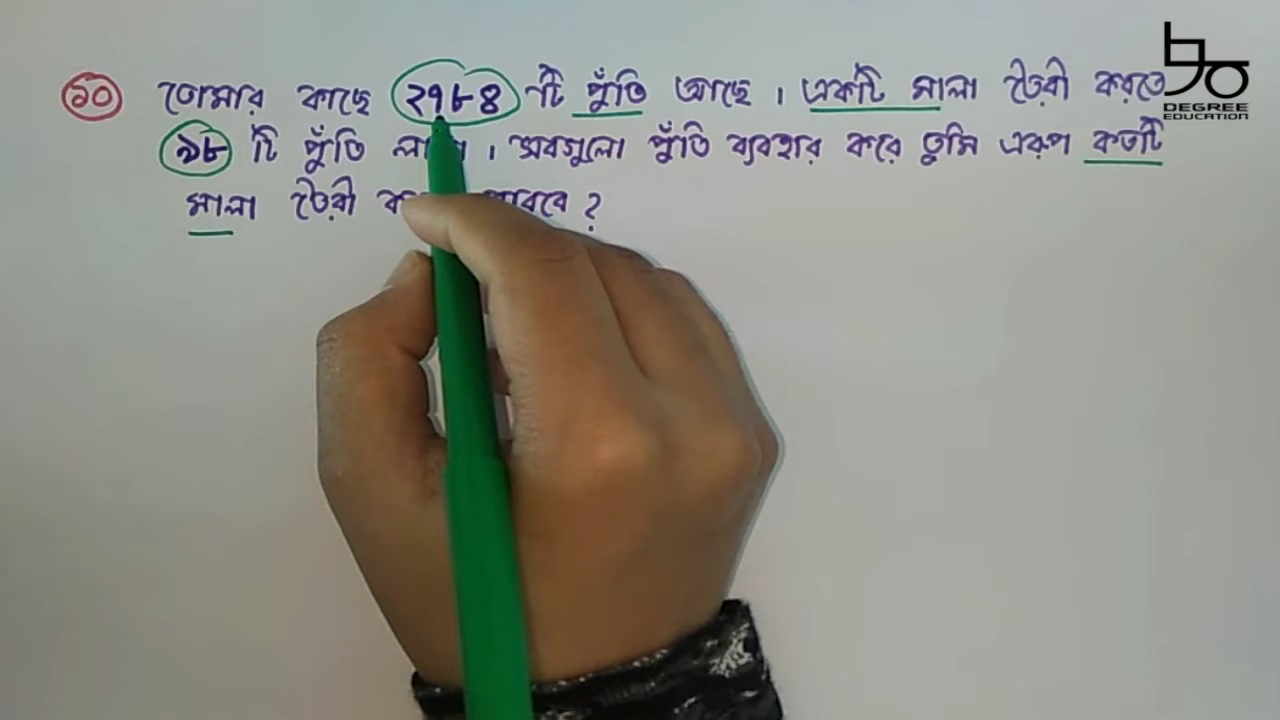 ১০ তোমার কাছে ২৭৮৪ টি পুঁতি আছে। একটি মালা তৈরী করতে
৯৮ টি পুঁতি। সবগুলো পুঁতি ব্যবহার করে তুমি এরূপ কতটি
মালা তৈরী ?
DEGREE
EDUCATION